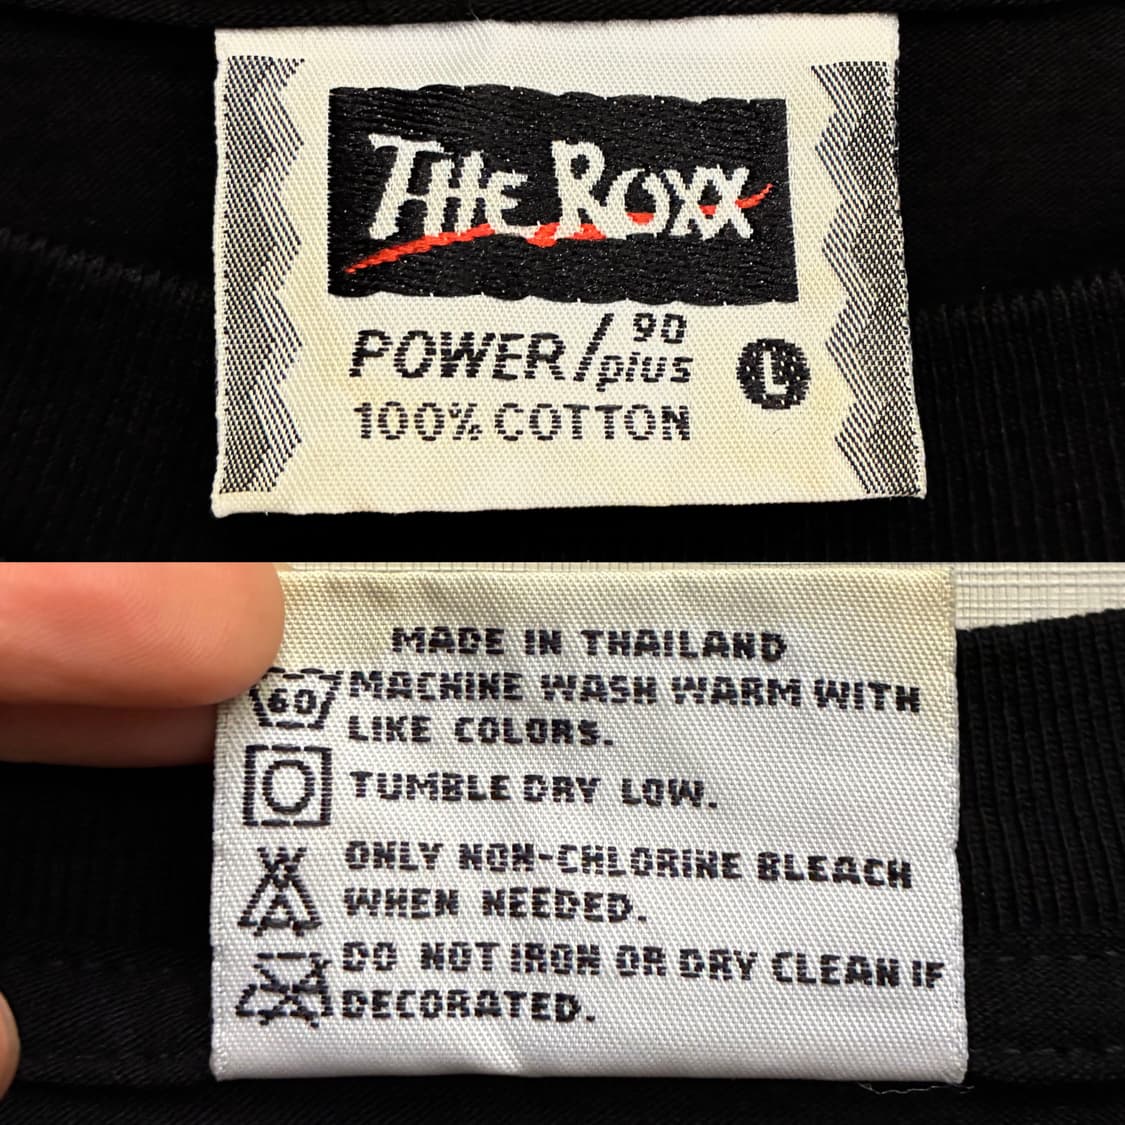 THE ROXX
POWER/90 plus
100% COTTON
L
MADE IN THAILAND
60
MACHINE WASH WARM WITH
LIKE COLORS.
TUMBLE DRY LOW.
ONLY NON-CHLORINE BLEACH
WHEN NEEDED.
DO NOT IRON OR DRY CLEAN IF
DECORATED.